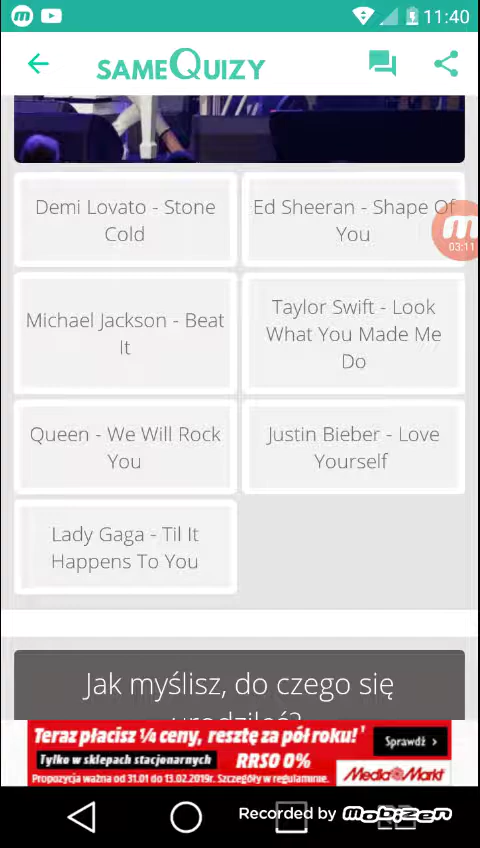 11:40
SAMEQUIZY
Demi Lovato - Stone
Cold
Ed Sheeran - Shape Of
You
03:11
Michael Jackson - Beat
It
Taylor Swift - Look
What You Made Me
Do
Queen - We Will Rock
You
Justin Bieber - Love
Yourself
Lady Gaga - Til It
Happens To You
Jak myślisz, do czego się
urodziłeś?
Teraz płacisz ¼ ceny, resztę za pół roku!¹
Sprawdź >
Tylko w sklepach stacjonarnych
RRSO 0%
Propozycja ważna od 31.01 do 13.02.2019r. Szczegóły w regulaminie.
MediaMarkt
Recorded by Mobizen